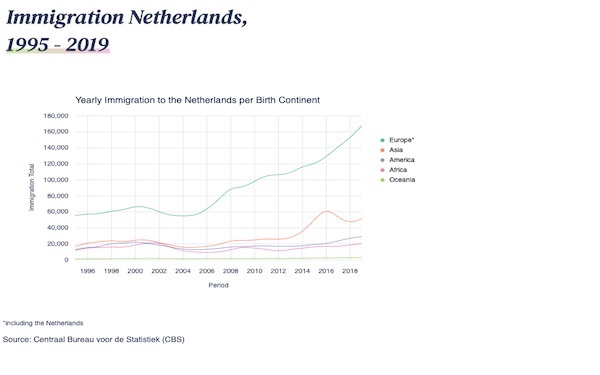 Immigration Netherlands,
1995 - 2019
Yearly Immigration to the Netherlands per Birth Continent
180,000
160,000
140,000
120,000
100,000
80,000
60,000
40,000
20,000
0
Immigration Total
1996 1998 2000 2002 2004 2006 2008 2010 2012 2014 2016 2018
Period
Europe*
Asia
America
Africa
Oceania
*including the Netherlands
Source: Centraal Bureau voor de Statistiek (CBS)